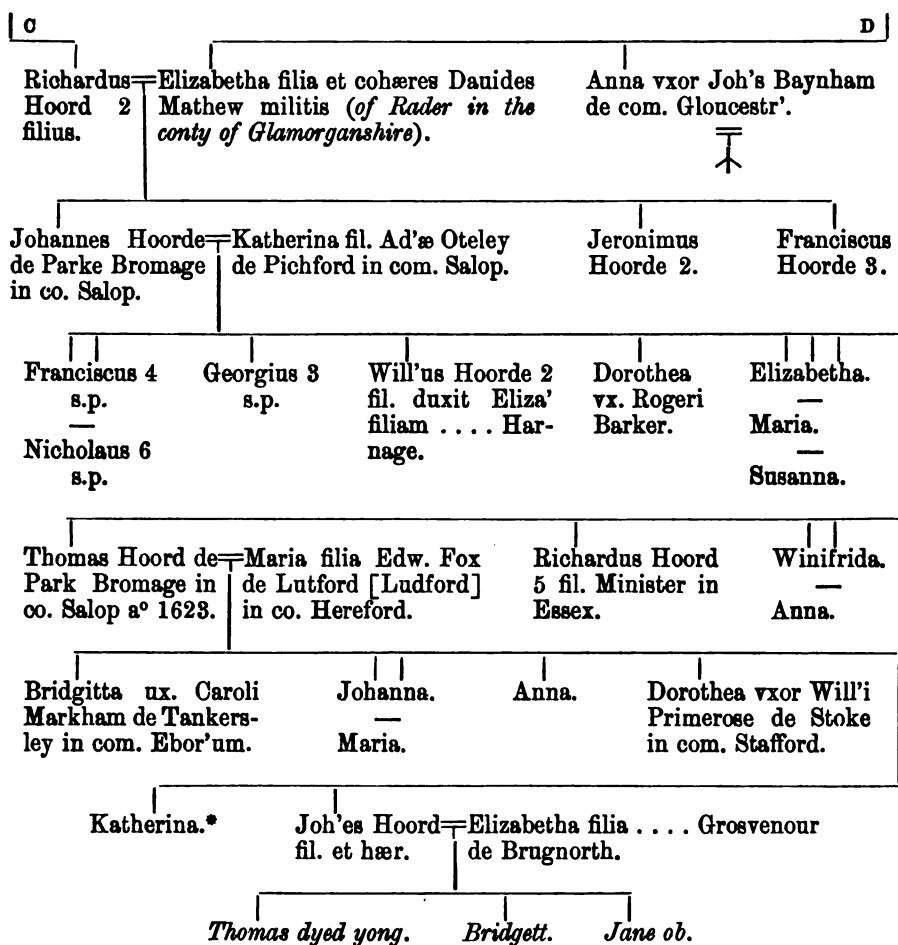 C D
Richardus Hoord 2 filius.
Elizabetha filia et cohæres Dauides
Mathew militis (of Rader in the
conty of Glamorganshire).
Anna vxor Joh's Baynham
de com. Gloucestr'.
Johannes Hoorde
de Parke Bromage
in co. Salop.
Katherina fil. Ad'æ Oteley
de Pichford in com. Salop.
Jeronimus
Hoorde 2.
Franciscus
Hoorde 3.
Franciscus 4
s.p.
—
Nicholaus 6
s.p.
Georgius 3
s.p.
Will'us Hoorde 2
fil. duxit Eliza'
filiam .... Har-
nage.
Dorothea
vx. Rogeri
Barker.
Elizabetha.
—
Maria.
—
Susanna.
Thomas Hoord de
Park Bromage in
co. Salop aº 1623.
Maria filia Edw. Fox
de Lutford [Ludford]
in co. Hereford.
Richardus Hoord
5 fil. Minister in
Essex.
Winifrida.
—
Anna.
Bridgitta ux. Caroli
Markham de Tankers-
ley in com. Ebor'um.
Johanna.
—
Maria.
Anna.
Dorothea vxor Will'i
Primerose de Stoke
in com. Stafford.
Katherina.*
Joh'es Hoord
fil. et hær.
Elizabetha filia .... Grosvenour
de Brugnorth.
Thomas dyed yong. Bridgett. Jane ob.